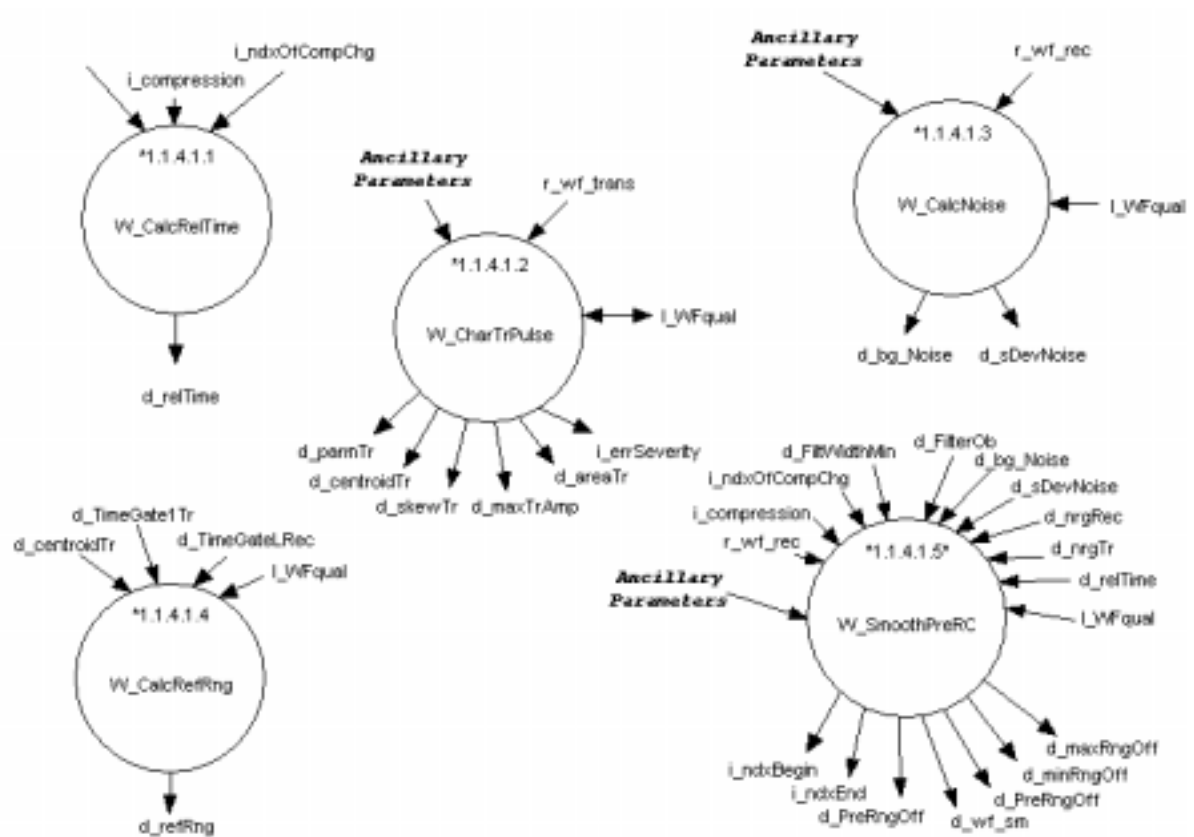 i_ndxOfCompChg
i_compression
*1.1.4.1.1
W_CalcRelTime
d_relTime
Ancillary
Parameters
r_wf_trans
*1.1.4.1.2
W_CharTrPulse
I_WFqual
d_parmTr
d_centroidTr
d_skewTr
d_maxTrAmp
d_areaTr
i_errSeverity
Ancillary
Parameters
r_wf_rec
*1.1.4.1.3
W_CalcNoise
I_WFqual
d_bg_Noise
d_sDevNoise
d_TimeGate1Tr
d_centroidTr
d_TimeGateLRec
I_WFqual
*1.1.4.1.4
W_CalcRefRng
d_refRng
d_FilterOb
d_FiltWidthMin
d_bg_Noise
i_ndxOfCompChg
d_sDevNoise
i_compression
d_nrgRec
r_wf_rec
d_nrgTr
Ancillary
Parameters
d_relTime
I_WFqual
*1.1.4.1.5*
W_SmoothPreRC
i_ndxBegin
i_ndxEnd
d_PreRngOff
d_wf_sm
d_PreRngOff
d_minRngOff
d_maxRngOff